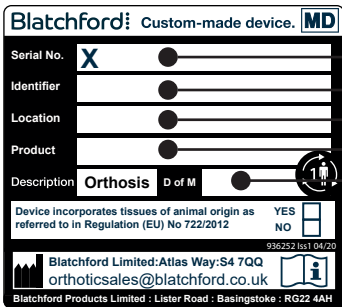 Blatchford: Custom-made device. MD
Serial No. X
Identifier
Location
Product
Description Orthosis D of M
1
Device incorporates tissues of animal origin as YES
referred to in Regulation (EU) No 722/2012 NO
936252 Iss1 04/20
Blatchford Limited:Atlas Way:S4 7QQ
orthoticsales@blatchford.co.uk
i
Blatchford Products Limited : Lister Road : Basingstoke : RG22 4AH